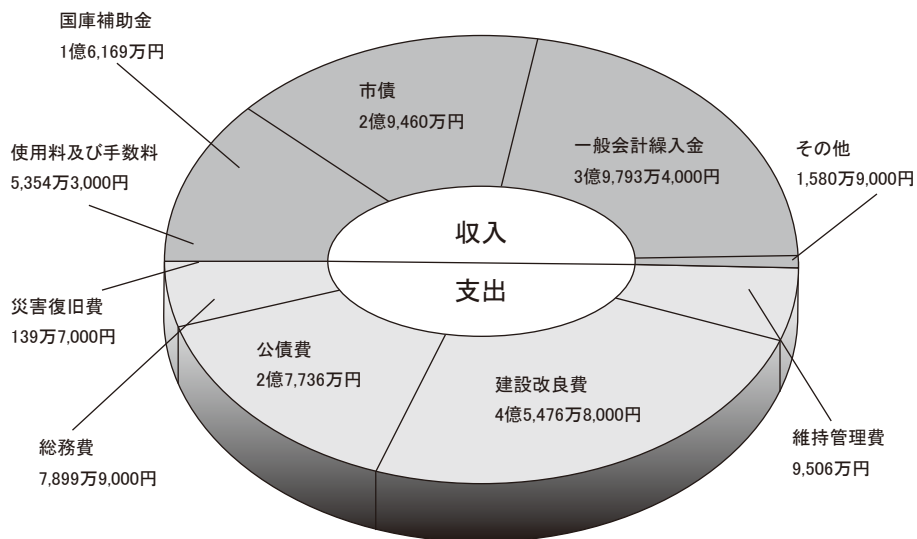 国庫補助金
1億6,169万円
市債
2億9,460万円
一般会計繰入金
3億9,793万4,000円
その他
1,580万9,000円
使用料及び手数料
5,354万3,000円
収入
支出
災害復旧費
139万7,000円
公債費
2億7,736万円
建設改良費
4億5,476万8,000円
総務費
7,899万9,000円
維持管理費
9,506万円